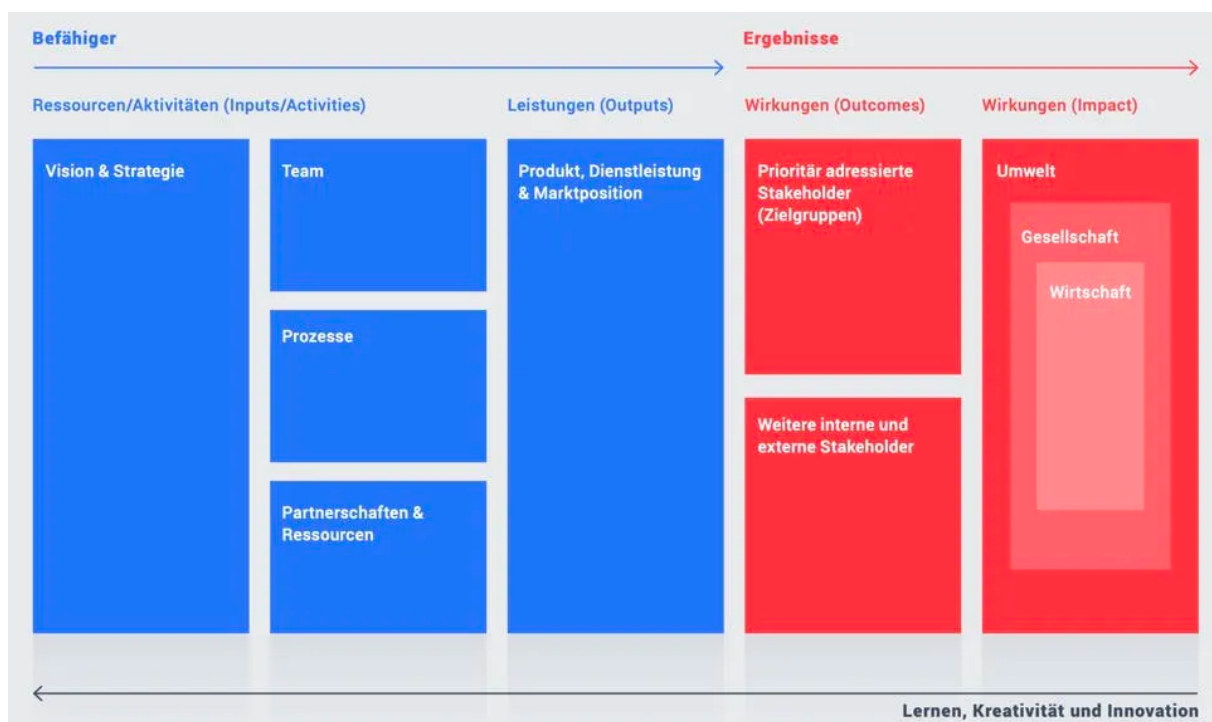 Befähiger
Ergebnisse
Ressourcen/Aktivitäten (Inputs/Activities)
Leistungen (Outputs)
Wirkungen (Outcomes)
Wirkungen (Impact)
Vision & Strategie
Team
Prozesse
Partnerschaften &
Ressourcen
Produkt, Dienstleistung
& Marktposition
Prioritär adressierte
Stakeholder
(Zielgruppen)
Weitere interne und
externe Stakeholder
Umwelt
Gesellschaft
Wirtschaft
Lernen, Kreativität und Innovation